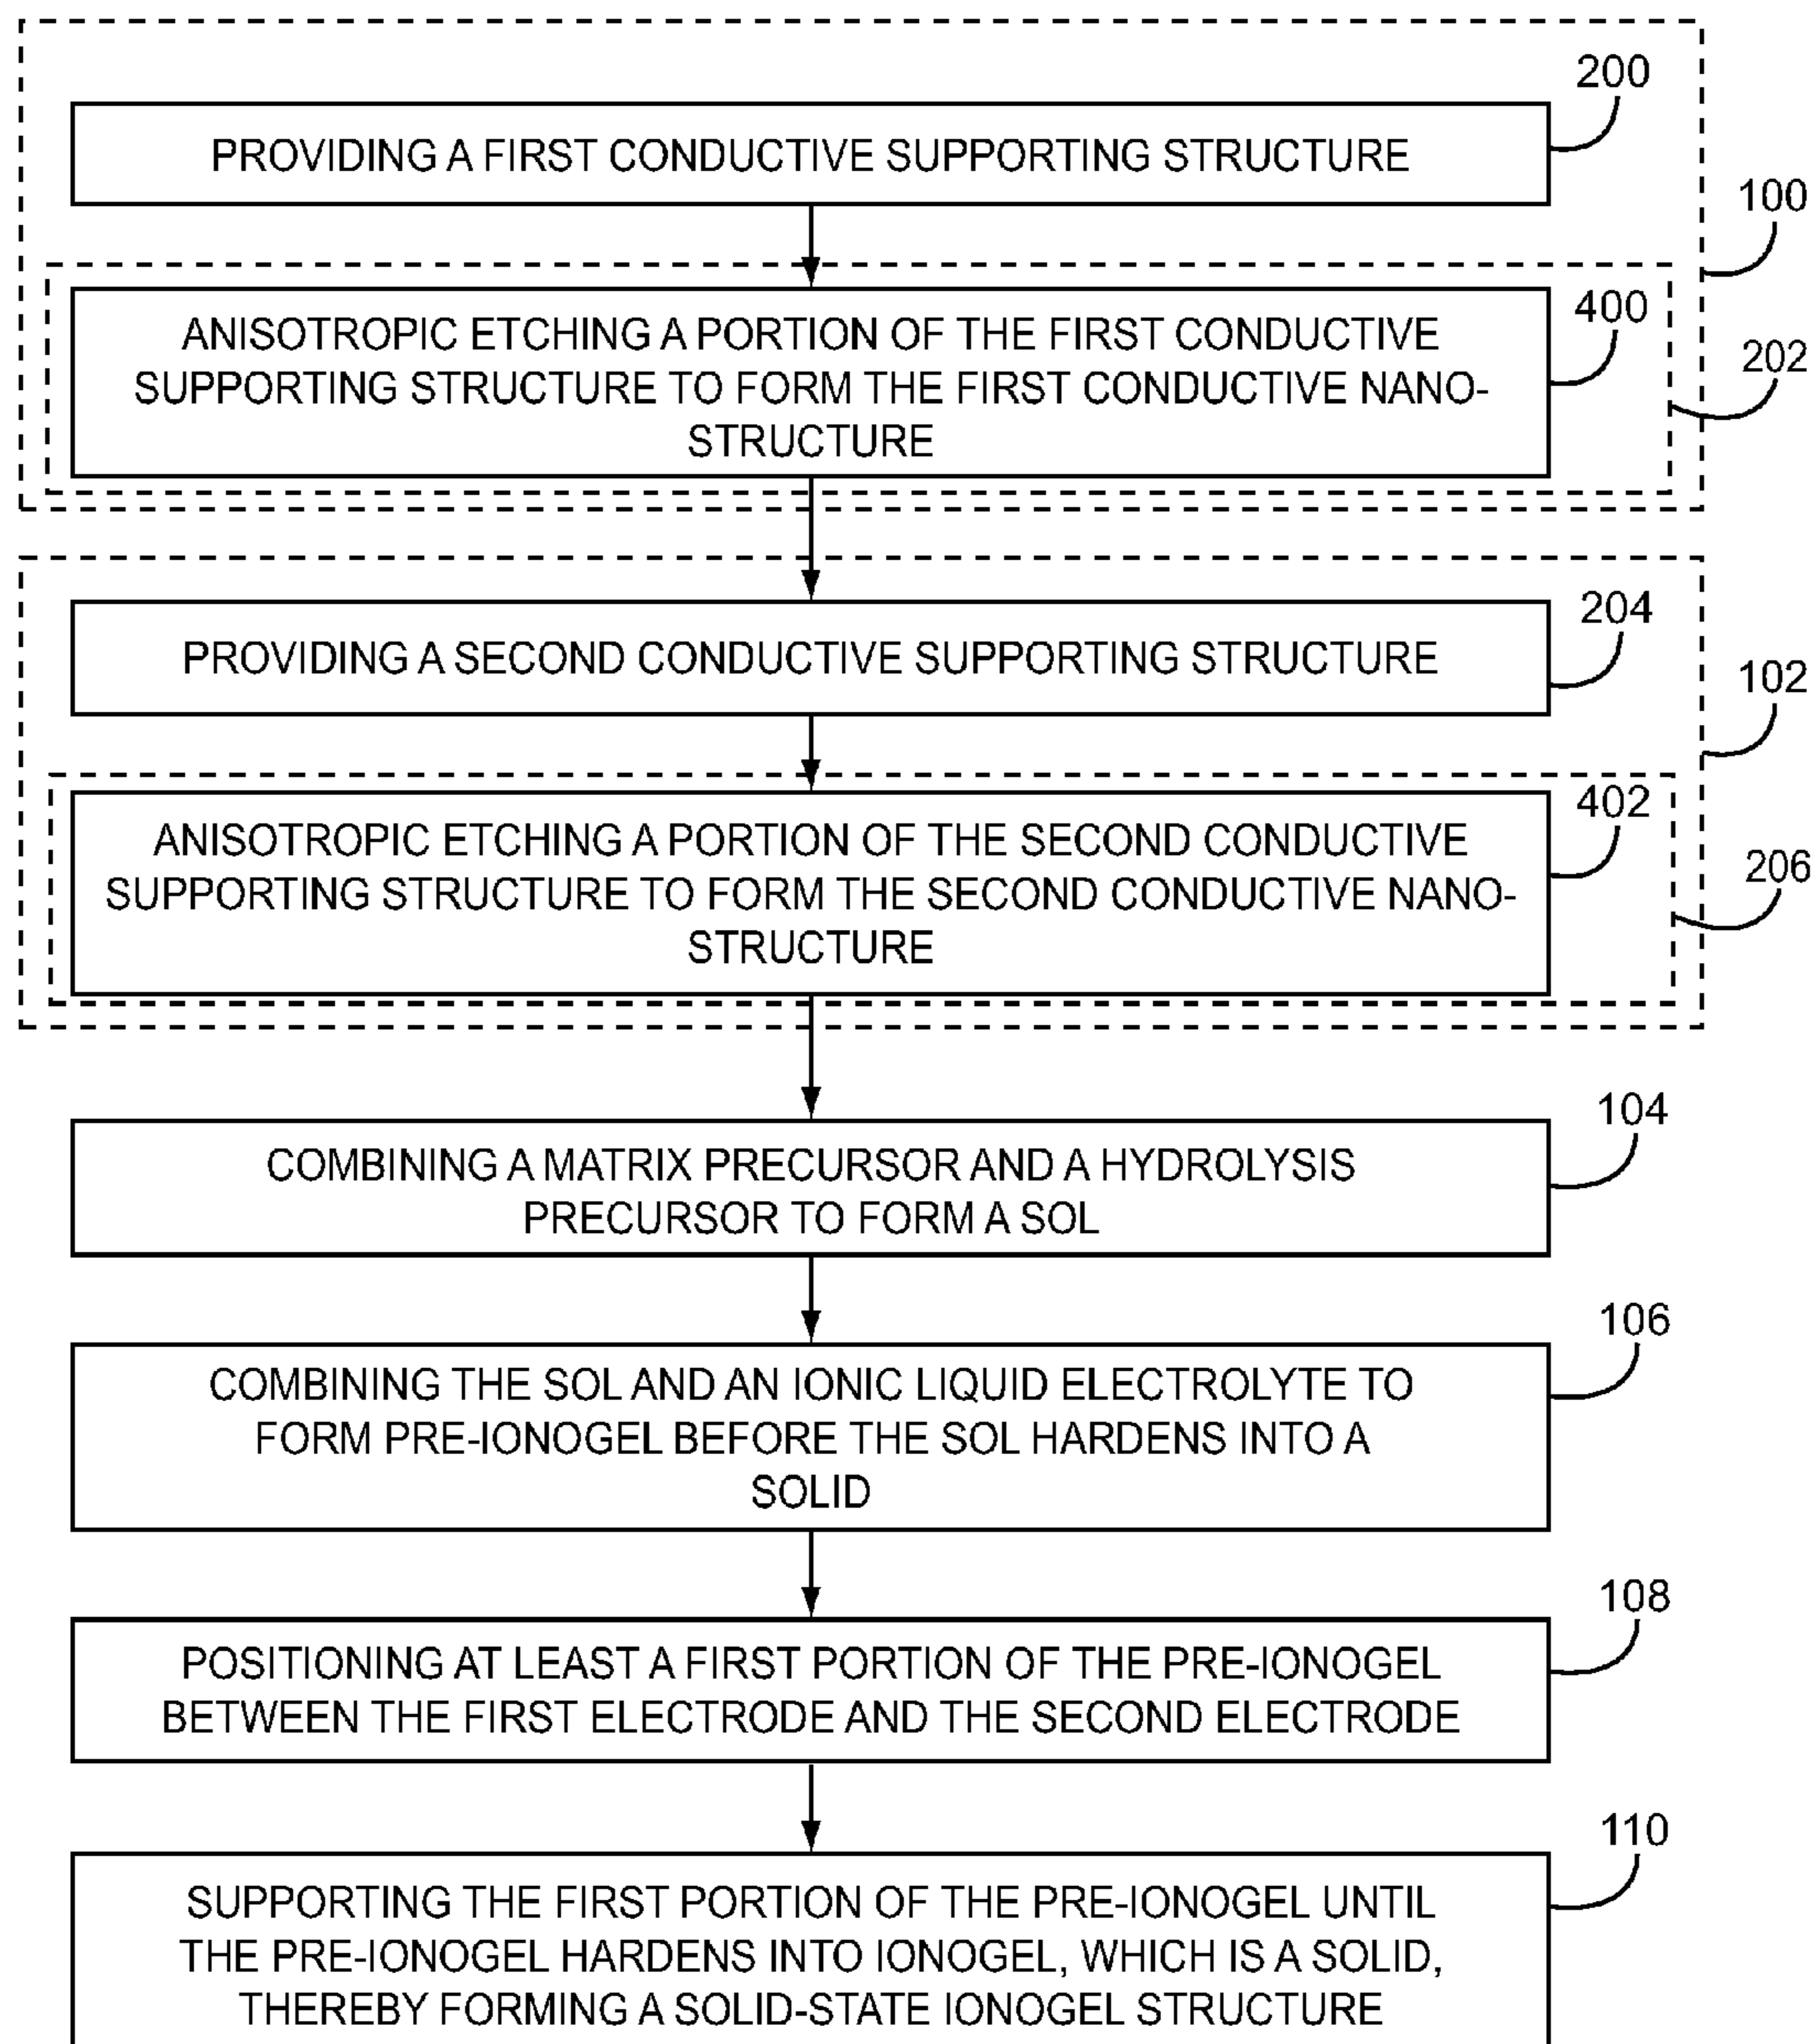 200
PROVIDING A FIRST CONDUCTIVE SUPPORTING STRUCTURE
100
400
ANISOTROPIC ETCHING A PORTION OF THE FIRST CONDUCTIVE
SUPPORTING STRUCTURE TO FORM THE FIRST CONDUCTIVE NANO-
STRUCTURE
202
204
PROVIDING A SECOND CONDUCTIVE SUPPORTING STRUCTURE
102
402
ANISOTROPIC ETCHING A PORTION OF THE SECOND CONDUCTIVE
SUPPORTING STRUCTURE TO FORM THE SECOND CONDUCTIVE NANO-
STRUCTURE
206
104
COMBINING A MATRIX PRECURSOR AND A HYDROLYSIS
PRECURSOR TO FORM A SOL
106
COMBINING THE SOL AND AN IONIC LIQUID ELECTROLYTE TO
FORM PRE-IONOGEL BEFORE THE SOL HARDENS INTO A
SOLID
108
POSITIONING AT LEAST A FIRST PORTION OF THE PRE-IONOGEL
BETWEEN THE FIRST ELECTRODE AND THE SECOND ELECTRODE
110
SUPPORTING THE FIRST PORTION OF THE PRE-IONOGEL UNTIL
THE PRE-IONOGEL HARDENS INTO IONOGEL, WHICH IS A SOLID,
THEREBY FORMING A SOLID-STATE IONOGEL STRUCTURE